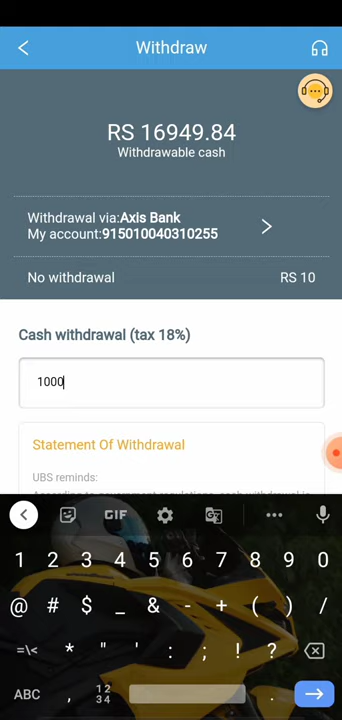 Withdraw
RS 16949.84
Withdrawable cash
Withdrawal via:Axis Bank
My account:915010040310255
No withdrawal RS 10
Cash withdrawal (tax 18%)
1000
Statement Of Withdrawal
UBS reminds:
GIF
1 2 3 4 5 6 7 8 9 0
@ # $ _ & - + ( ) /
=\< * " ' : ; ! ?
ABC , 12 .
34